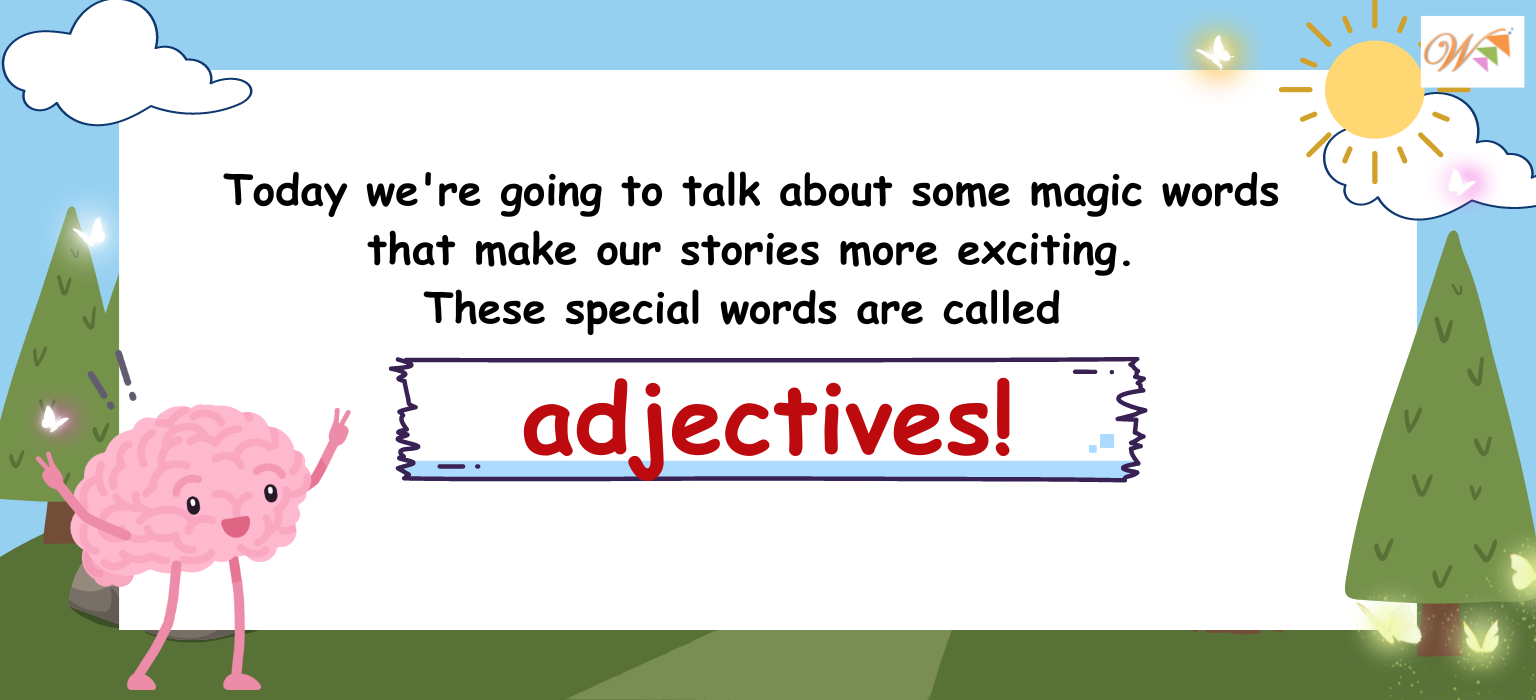 Today we're going to talk about some magic words
that make our stories more exciting.
These special words are called
adjectives!
W